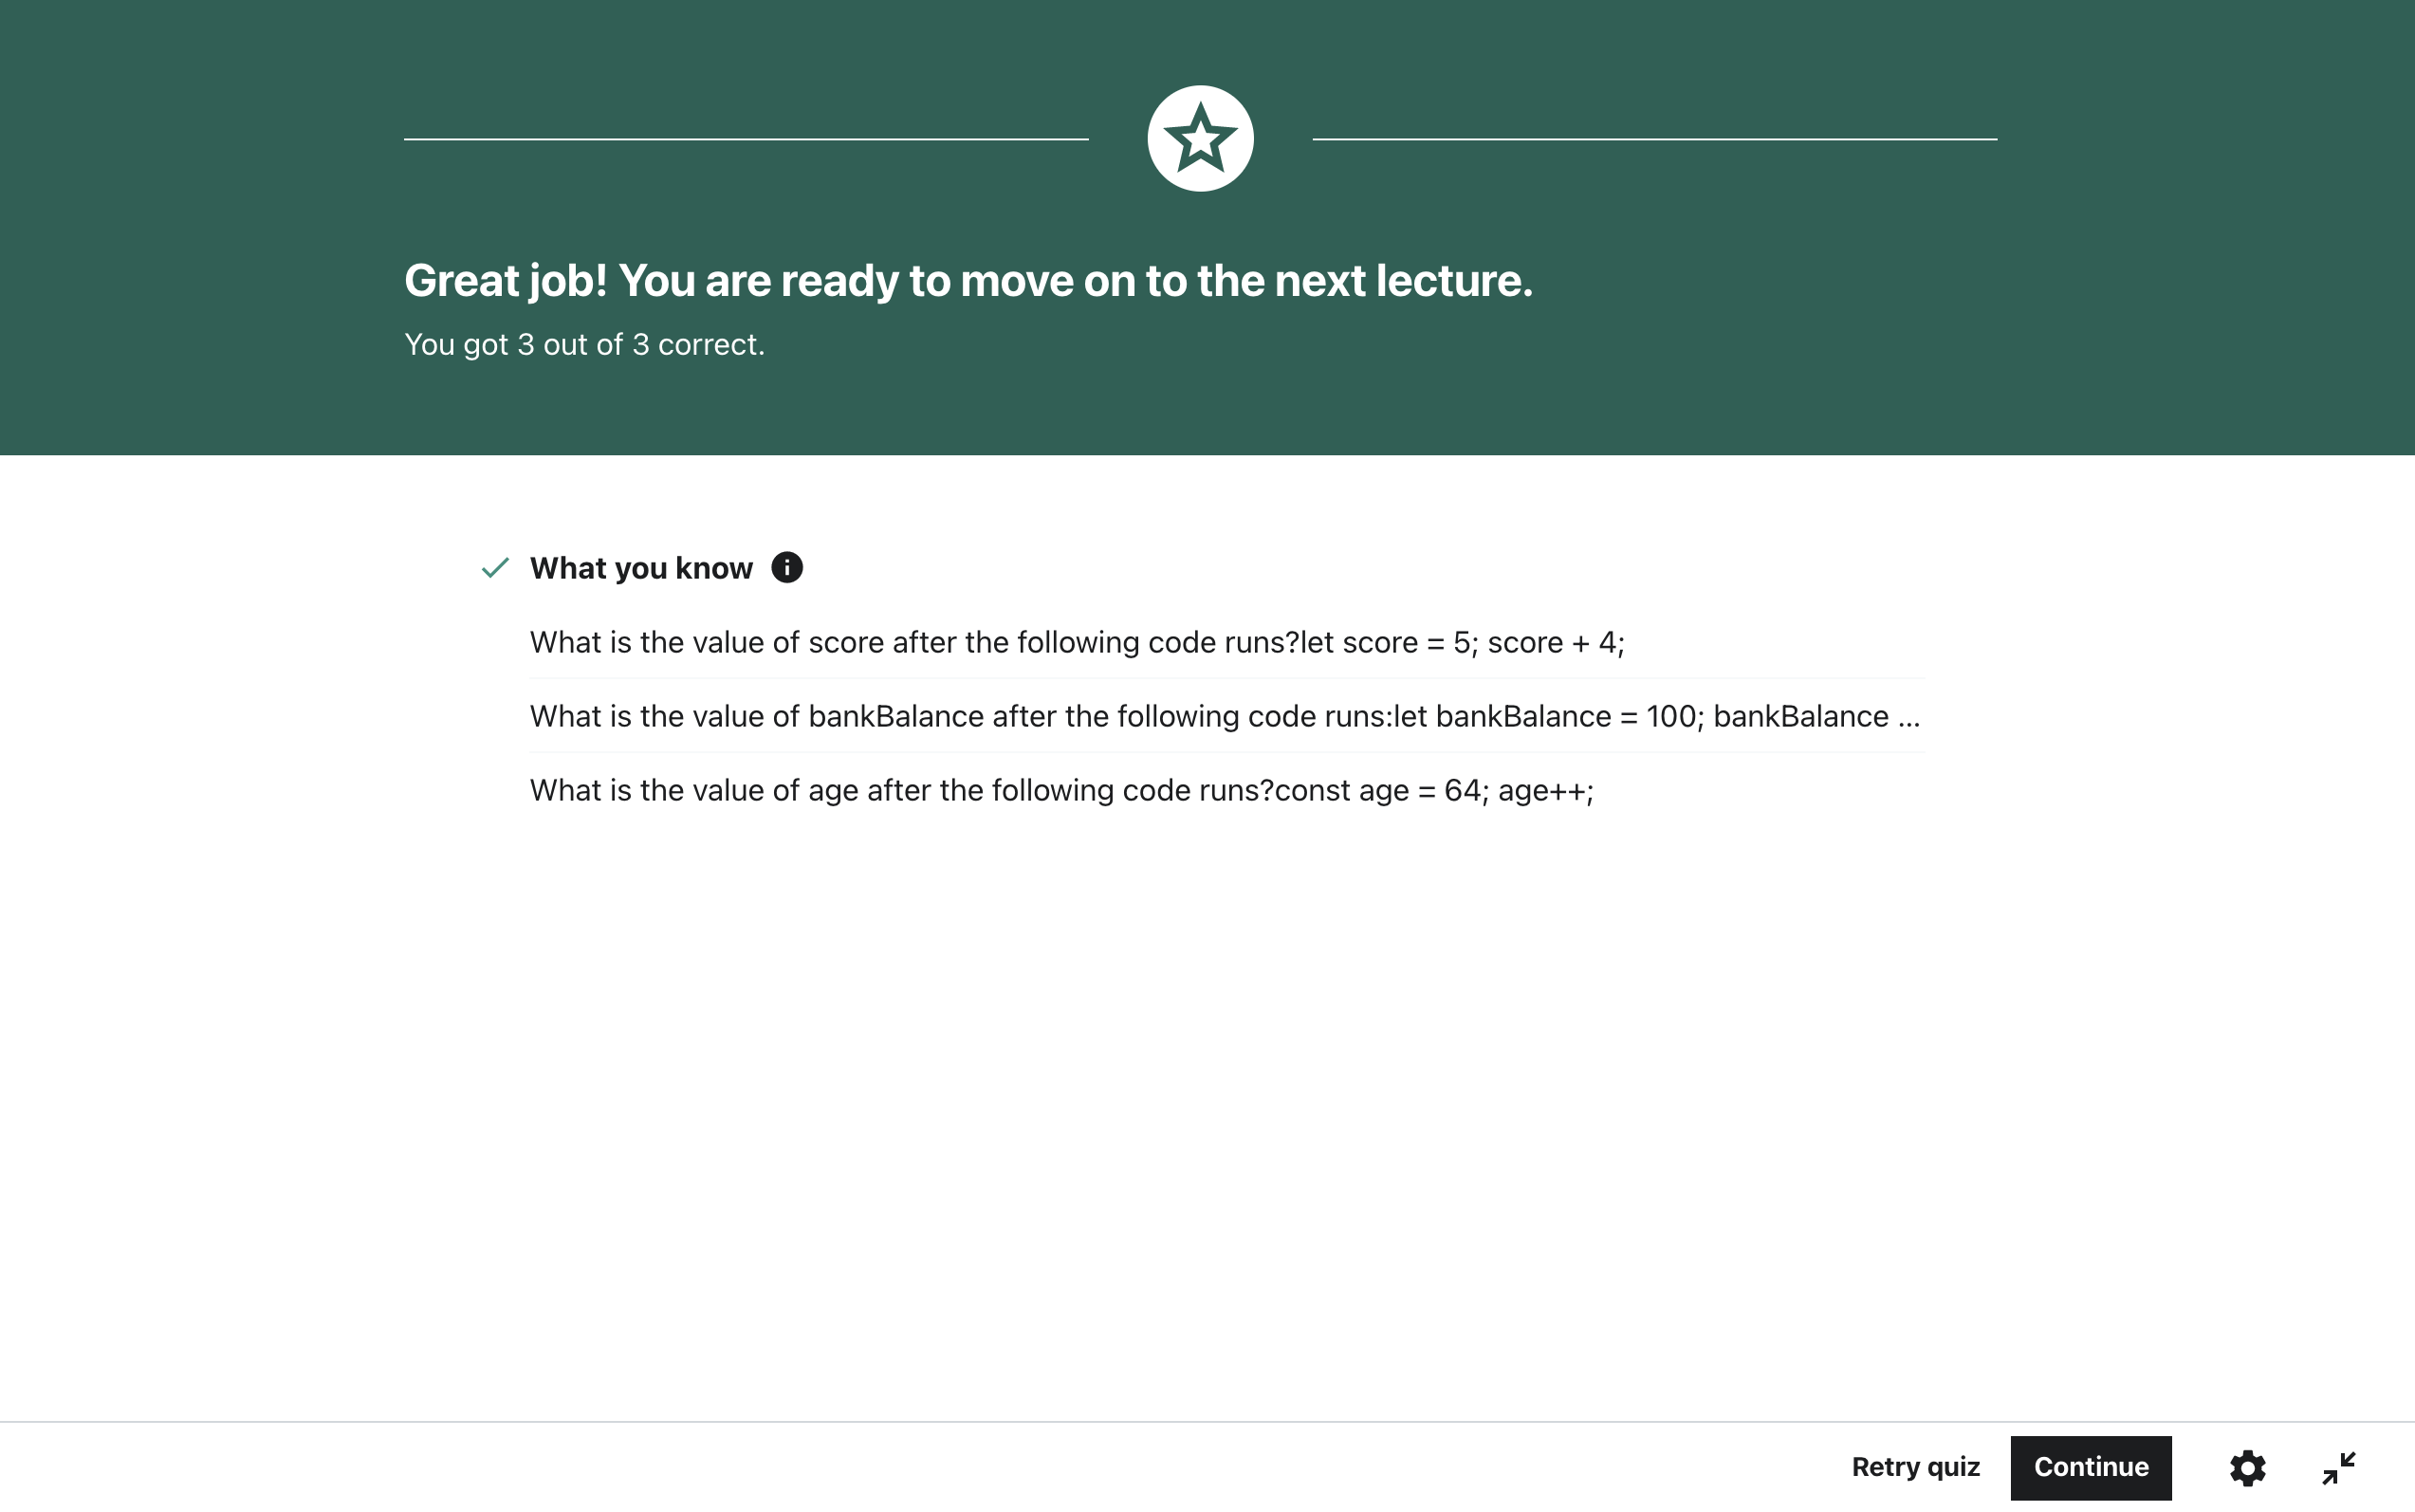 Great job! You are ready to move on to the next lecture.
You got 3 out of 3 correct.
What you know
What is the value of score after the following code runs?let score = 5; score + 4;
What is the value of bankBalance after the following code runs:let bankBalance = 100; bankBalance ...
What is the value of age after the following code runs?const age = 64; age++;
Retry quiz
Continue